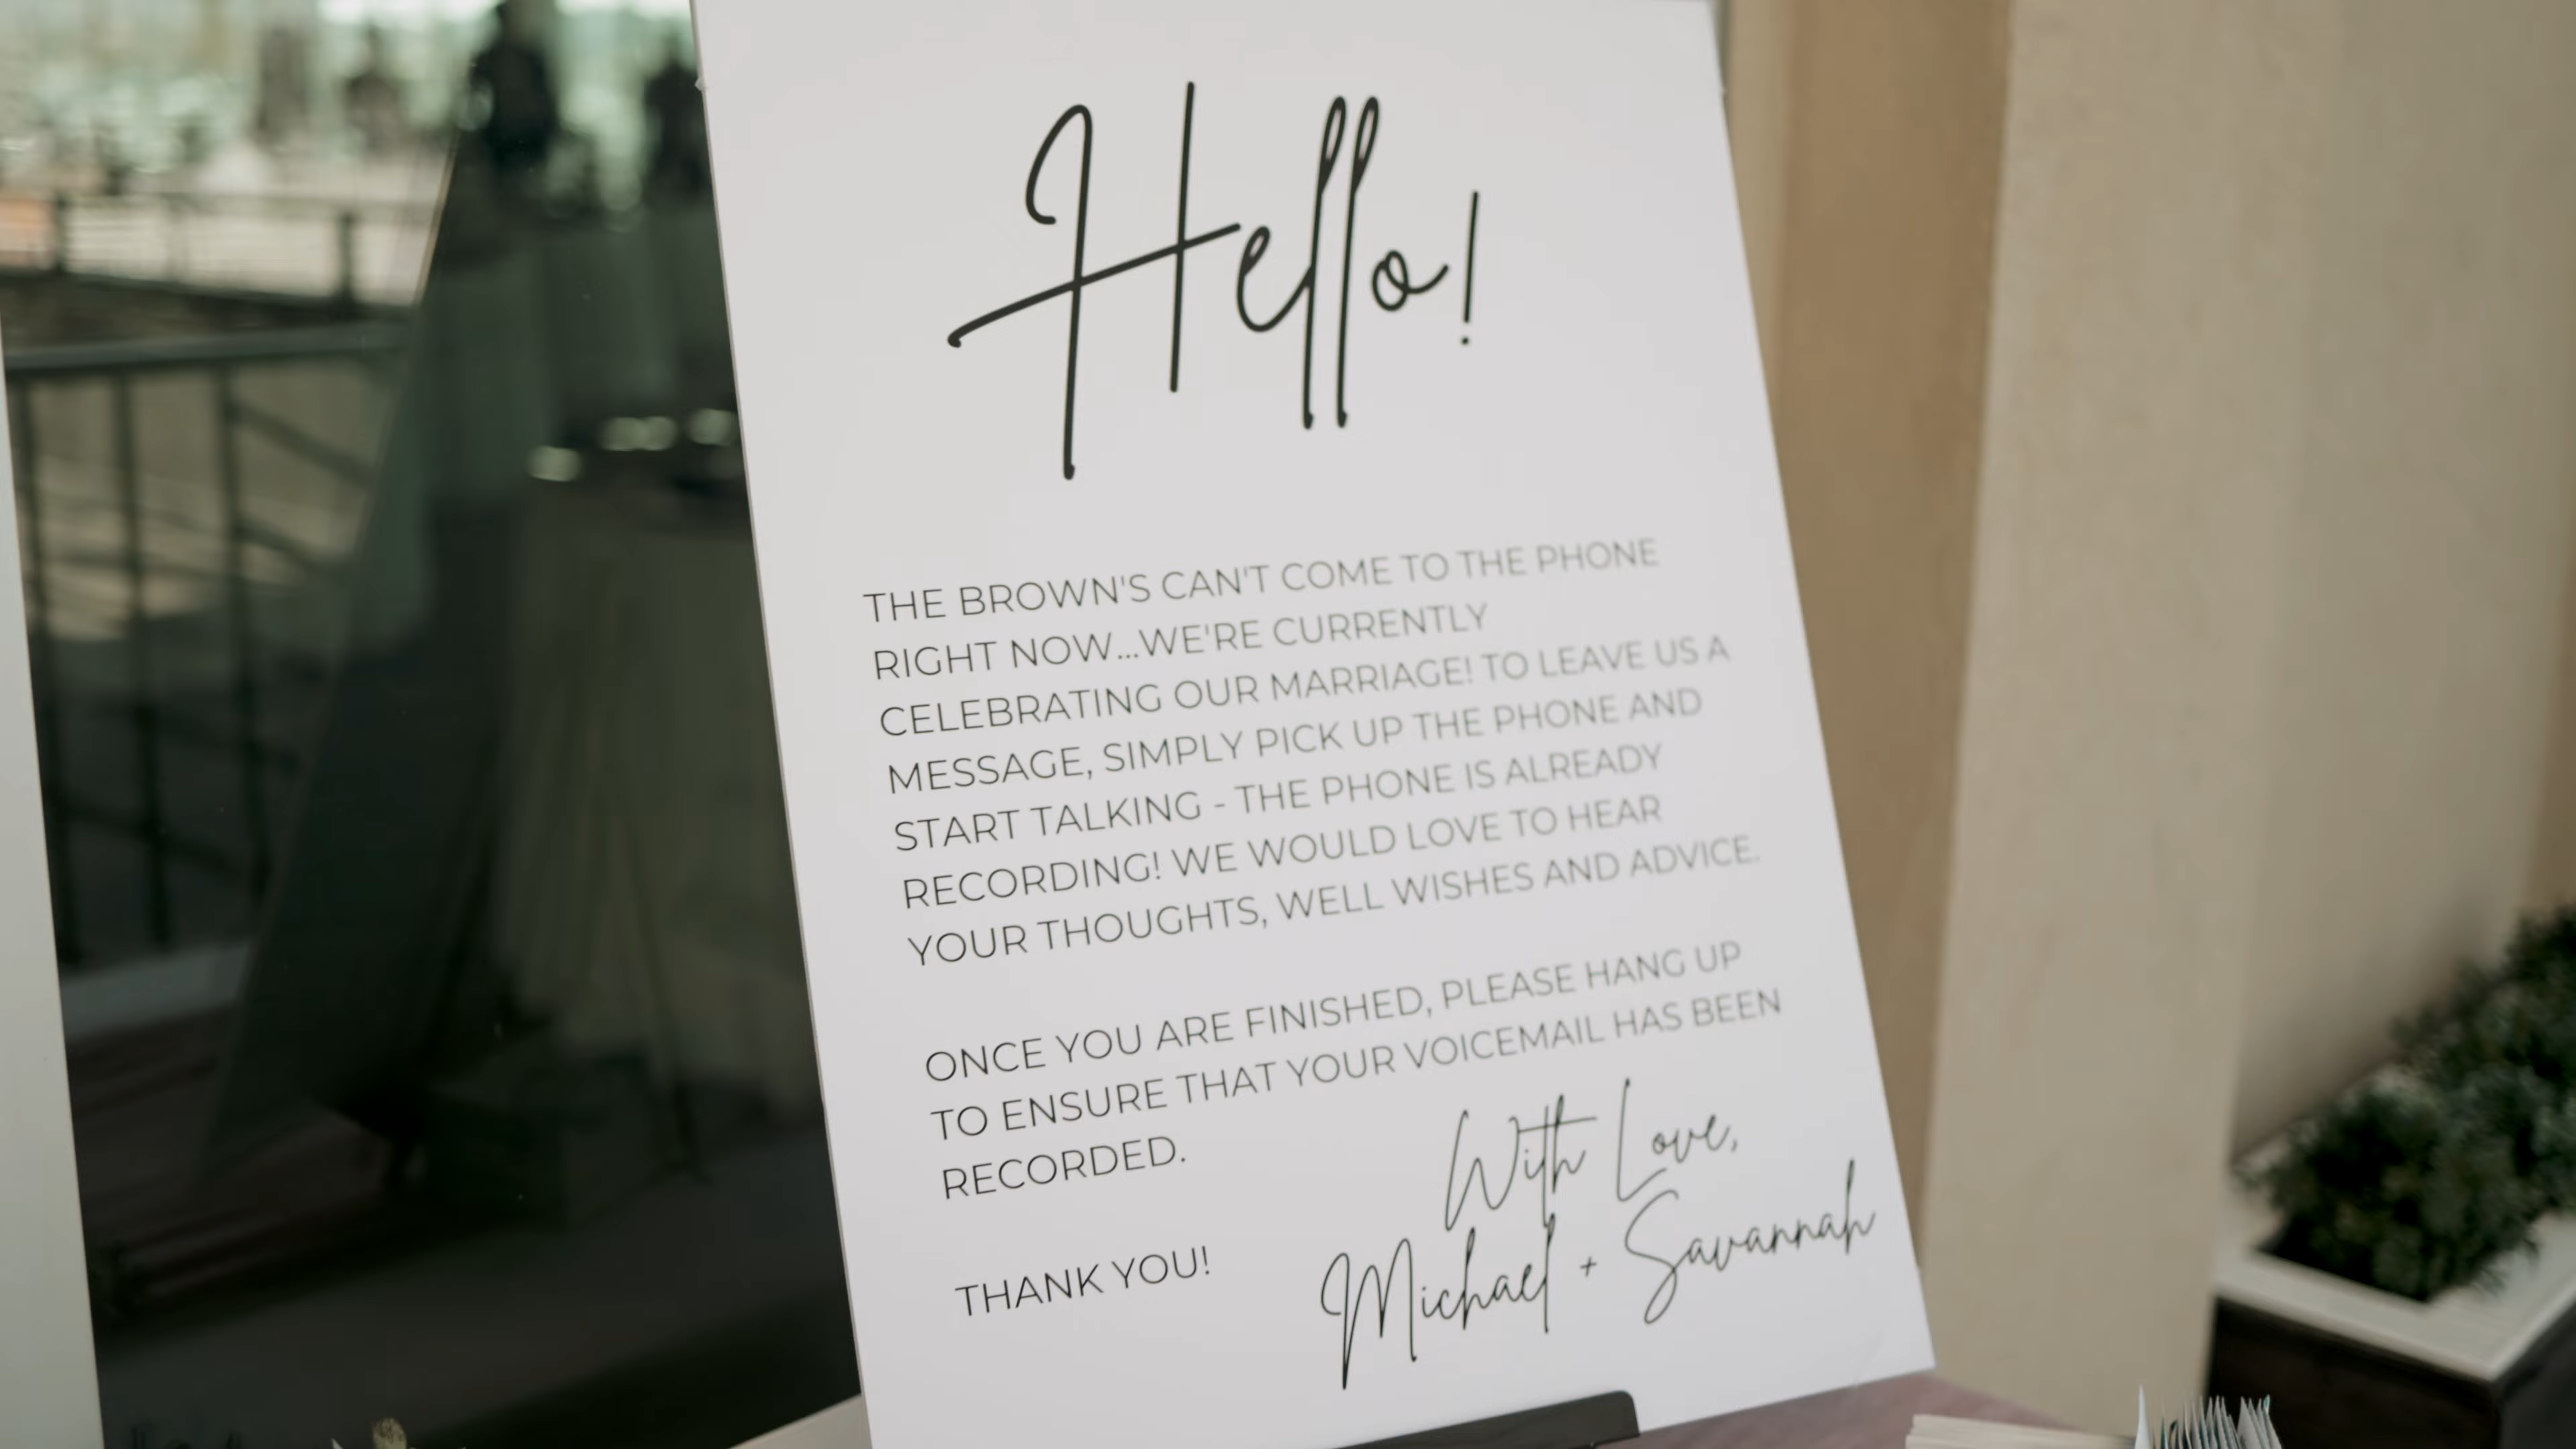 Hello!
THE BROWN'S CAN'T COME TO THE PHONE
RIGHT NOW...WE'RE CURRENTLY
CELEBRATING OUR MARRIAGE! TO LEAVE US A
MESSAGE, SIMPLY PICK UP THE PHONE AND
START TALKING - THE PHONE IS ALREADY
RECORDING! WE WOULD LOVE TO HEAR
YOUR THOUGHTS, WELL WISHES AND ADVICE.
ONCE YOU ARE FINISHED, PLEASE HANG UP
TO ENSURE THAT YOUR VOICEMAIL HAS BEEN
RECORDED.
THANK YOU!
With Love,
Michael + Savannah